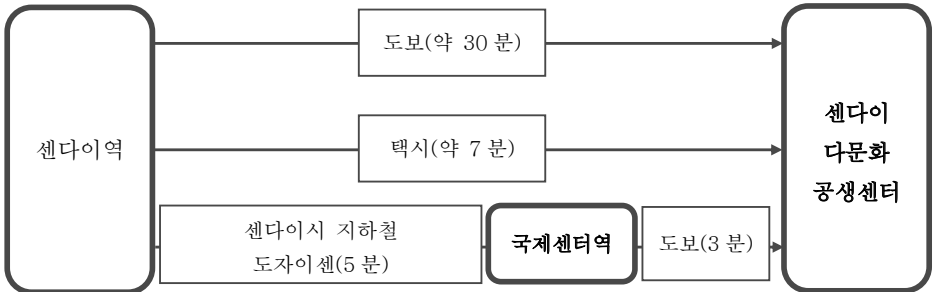 도보(약 30 분)
센다이역
택시(약 7 분)
센다이
다문화
공생센터
센다이시 지하철
도자이센(5 분)
국제센터역
도보(3 분)